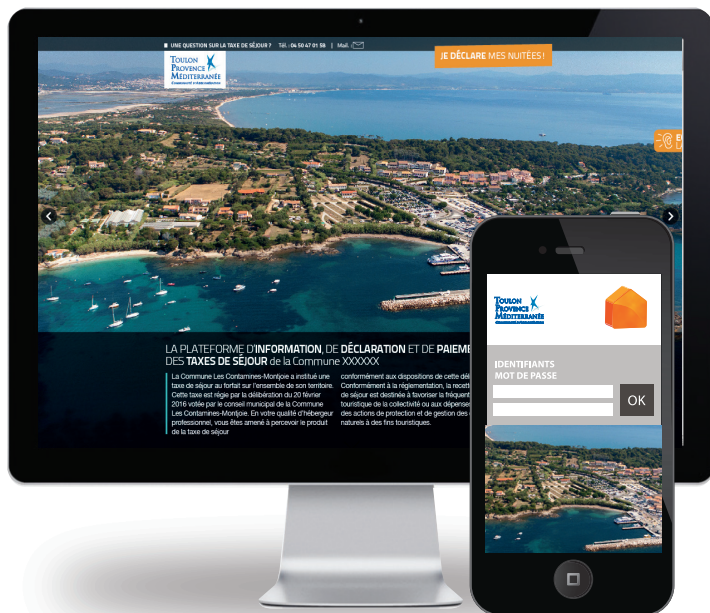 UNE QUESTION SUR LA TAXE DE SÉJOUR ? Tél. : 04 50 47 01 58 | Mail. :
JE DÉCLARE MES NUITÉES !
TOULON
PROVENCE
MÉDITERRANÉE
LA PLATEFORME D'INFORMATION, DE DÉCLARATION ET DE PAIEME
DES TAXES DE SÉJOUR de la Commune XXXXXX
La Commune Les Contamines-Montjoie a institué une
taxe de séjour au forfait sur l'ensemble de son territoire.
Cette taxe est régie par la délibération du 20 février
2016 votée par le conseil municipal de la Commune
Les Contamines-Montjoie. En votre qualité d'hébergeur
professionnel, vous êtes amené à percevoir le produit
de la taxe de séjour
conformément aux dispositions de cette dél
Conformément à la réglementation, la recett
de séjour est destinée à favoriser la fréquent
touristique de la collectivité ou aux dépenses
des actions de protection et de gestion des
naturels à des fins touristiques.
TOULON
PROVENCE
MÉDITERRANÉE
IDENTIFIANTS
MOT DE PASSE
OK